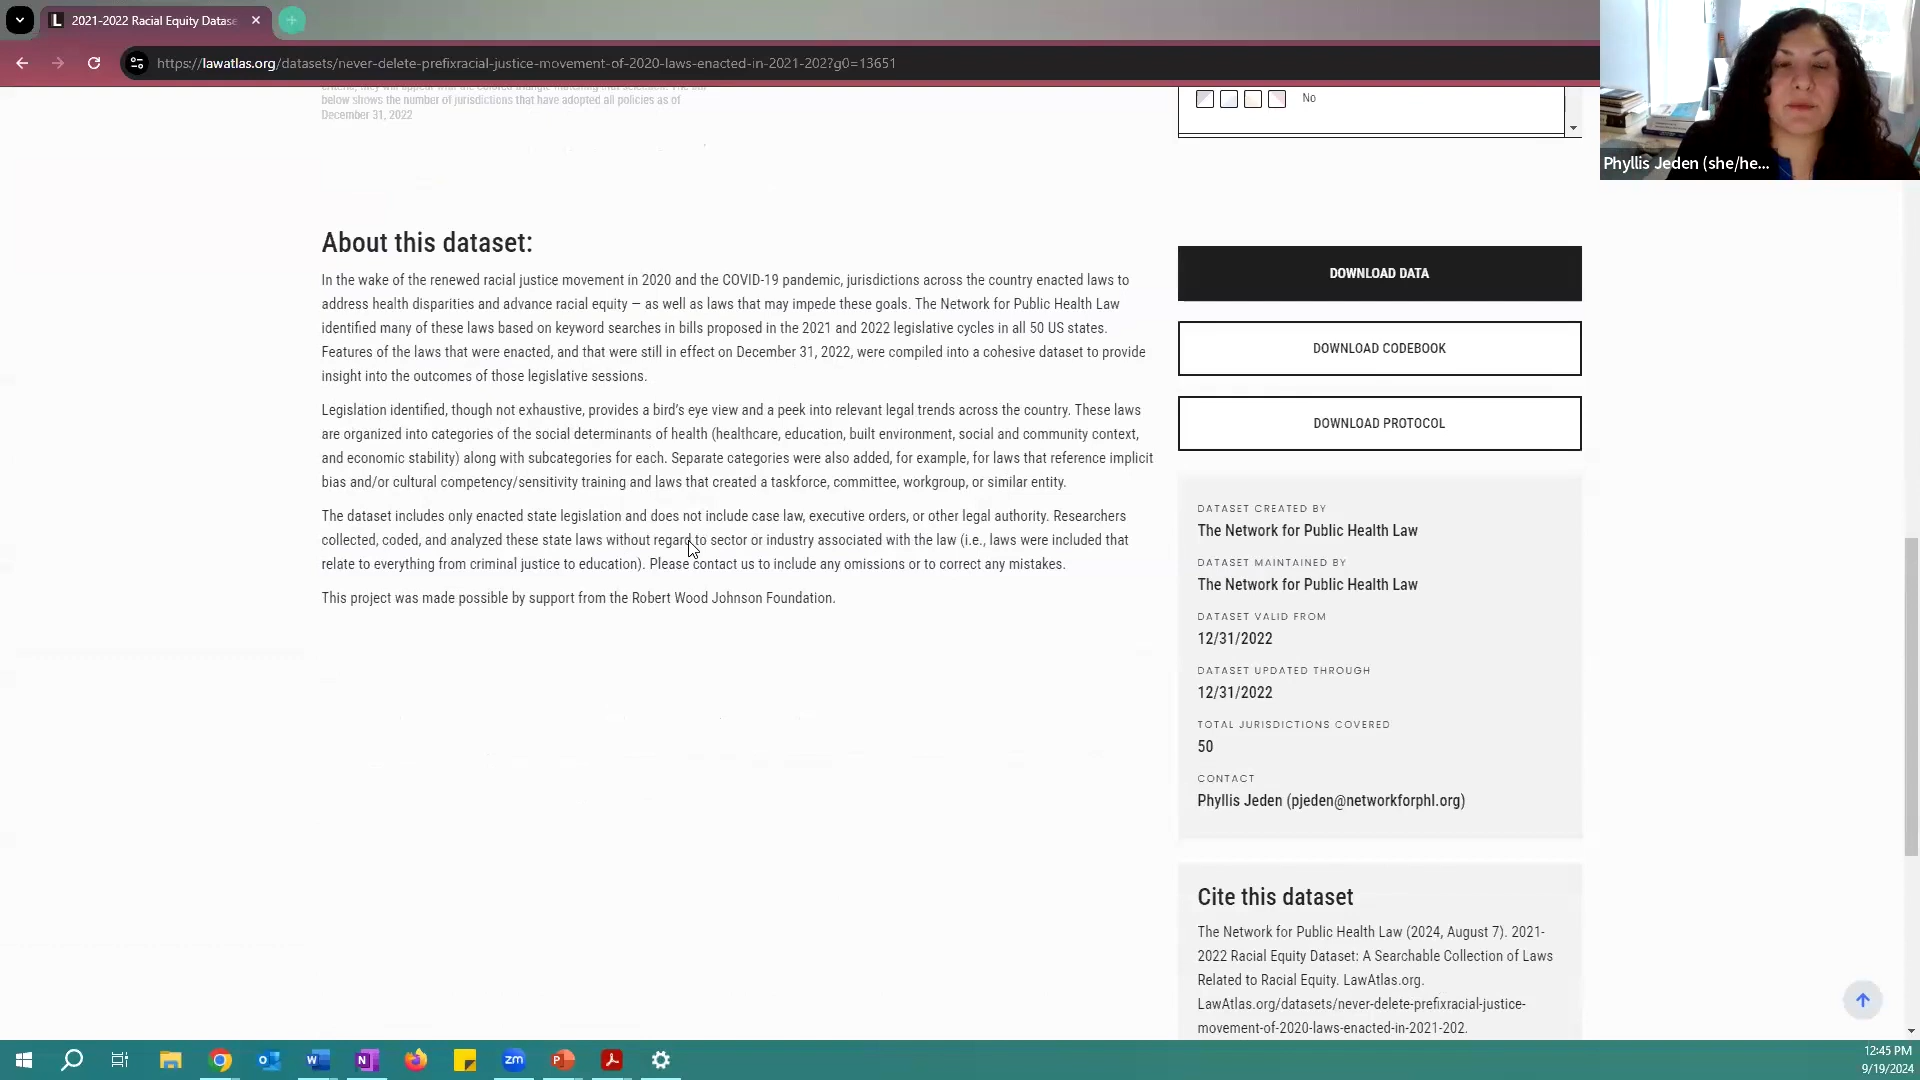 2021-2022 Racial Equity Datase
https://lawatlas.org/datasets/never-delete-prefixracial-justice-movement-of-2020-laws-enacted-in-2021-202?g0=13651
below shows the number of jurisdictions that have adopted all policies as of
December 31, 2022
No
Phyllis Jeden (she/he...
About this dataset:
In the wake of the renewed racial justice movement in 2020 and the COVID-19 pandemic, jurisdictions across the country enacted laws to
address health disparities and advance racial equity — as well as laws that may impede these goals. The Network for Public Health Law
identified many of these laws based on keyword searches in bills proposed in the 2021 and 2022 legislative cycles in all 50 US states.
Features of the laws that were enacted, and that were still in effect on December 31, 2022, were compiled into a cohesive dataset to provide
insight into the outcomes of those legislative sessions.
Legislation identified, though not exhaustive, provides a bird's eye view and a peek into relevant legal trends across the country. These laws
are organized into categories of the social determinants of health (healthcare, education, built environment, social and community context,
and economic stability) along with subcategories for each. Separate categories were also added, for example, for laws that reference implicit
bias and/or cultural competency/sensitivity training and laws that created a taskforce, committee, workgroup, or similar entity.
The dataset includes only enacted state legislation and does not include case law, executive orders, or other legal authority. Researchers
collected, coded, and analyzed these state laws without regard to sector or industry associated with the law (i.e., laws were included that
relate to everything from criminal justice to education). Please contact us to include any omissions or to correct any mistakes.
This project was made possible by support from the Robert Wood Johnson Foundation.
DOWNLOAD DATA
DOWNLOAD CODEBOOK
DOWNLOAD PROTOCOL
DATASET CREATED BY
The Network for Public Health Law
DATASET MAINTAINED BY
The Network for Public Health Law
DATASET VALID FROM
12/31/2022
DATASET UPDATED THROUGH
12/31/2022
TOTAL JURISDICTIONS COVERED
50
CONTACT
Phyllis Jeden (pjeden@networkforphl.org)
Cite this dataset
The Network for Public Health Law (2024, August 7). 2021-
2022 Racial Equity Dataset: A Searchable Collection of Laws
Related to Racial Equity. LawAtlas.org.
LawAtlas.org/datasets/never-delete-prefixracial-justice-
movement-of-2020-laws-enacted-in-2021-202.
12:45 PM
9/19/2024